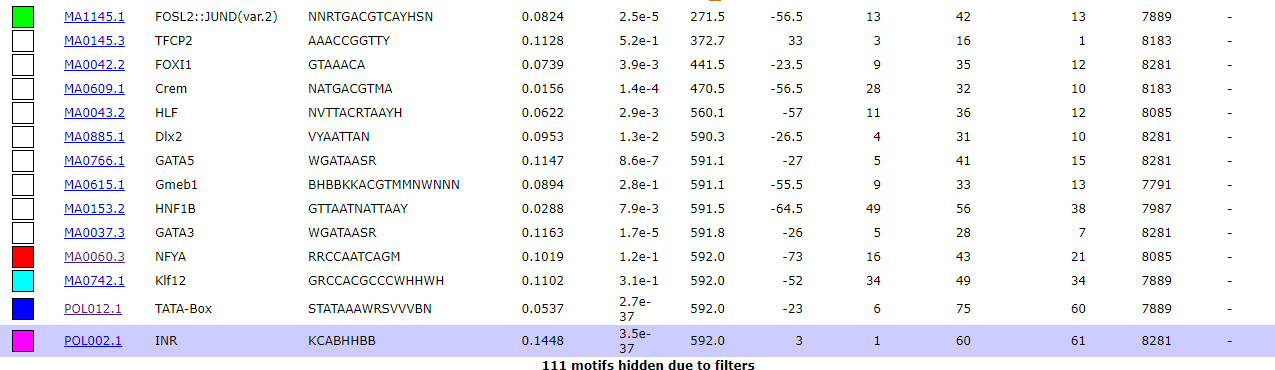 MA1145.1 FOSL2::JUND(var.2) NNRTGACGTCAYHSN 0.0824 2.5e-5 271.5 -56.5 13 42 13 7889 -
MA0145.3 TFCP2 AAACCGGTTY 0.1128 5.2e-1 372.7 33 3 16 1 8183 -
MA0042.2 FOXI1 GTAAACA 0.0739 3.9e-3 441.5 -23.5 9 35 12 8281 -
MA0609.1 Crem NATGACGTMA 0.0156 1.4e-4 470.5 -56.5 28 32 10 8183 -
MA0043.2 HLF NVTTACRTAAYH 0.0622 2.9e-3 560.1 -57 11 36 12 8085 -
MA0885.1 Dlx2 VYAATTAN 0.0953 1.3e-2 590.3 -26.5 4 31 10 8281 -
MA0766.1 GATA5 WGATAASR 0.1147 8.6e-7 591.1 -27 5 41 15 8281 -
MA0615.1 Gmeb1 BHBBKKACGTMMNWNNN 0.0894 2.8e-1 591.1 -55.5 9 33 13 7791 -
MA0153.2 HNF1B GTTAATNATTAAY 0.0288 7.9e-3 591.5 -64.5 49 56 38 7987 -
MA0037.3 GATA3 WGATAASR 0.1163 1.7e-5 591.8 -26 5 28 7 8281 -
MA0060.3 NFYA RRCCAATCAGM 0.1019 1.2e-1 592.0 -73 16 43 21 8085 -
MA0742.1 Klf12 GRCCACGCCCWHHWH 0.1102 3.1e-1 592.0 -52 34 49 34 7889 -
POL012.1 TATA-Box STATAAAWRSVVVBN 0.0537 2.7e-37 592.0 -23 6 75 60 7889 -
POL002.1 INR KCABHHBB 0.1448 3.5e-37 592.0 3 1 60 61 8281 -
111 motifs hidden due to filters